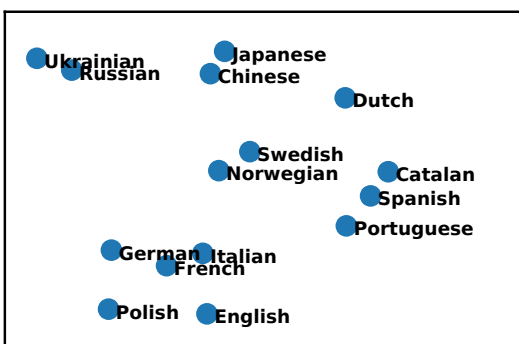 Japanese
Ukrainian
Russian
Chinese
Dutch
Swedish
Norwegian
Catalan
Spanish
Portuguese
German
Italian
French
Polish
English